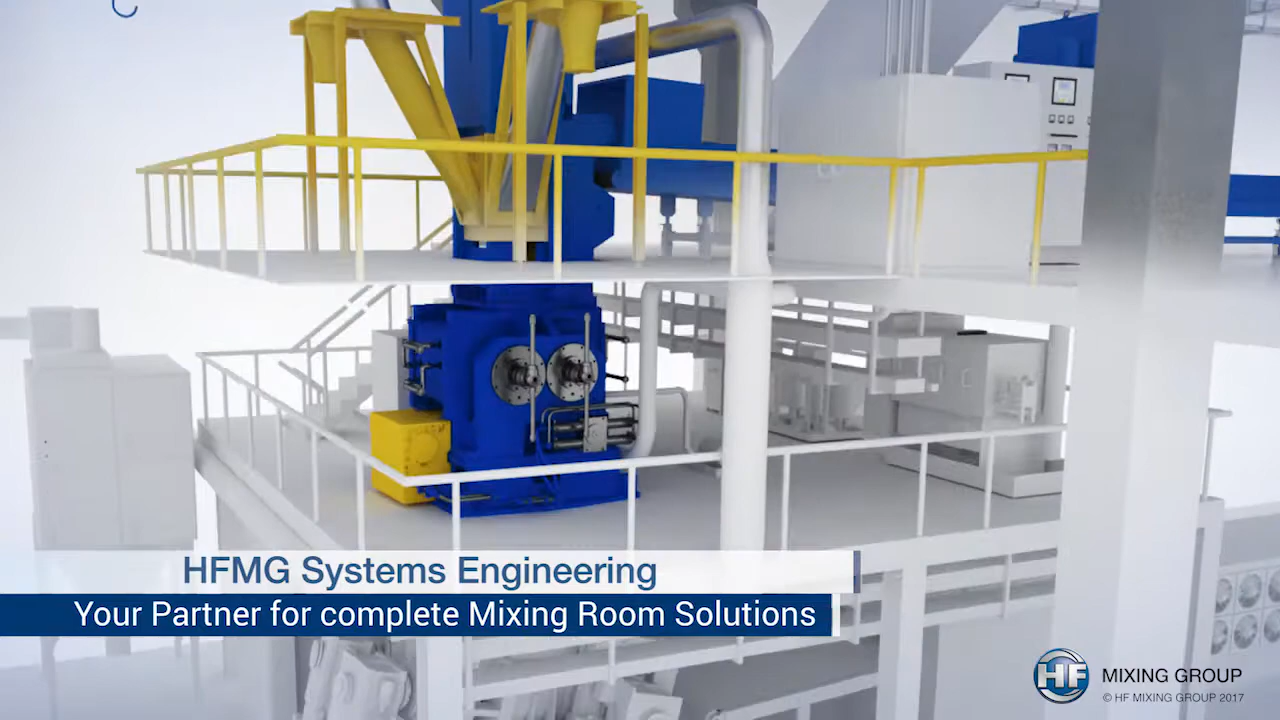 HFMG Systems Engineering
Your Partner for complete Mixing Room Solutions
HF MIXING GROUP
© HF MIXING GROUP 2017